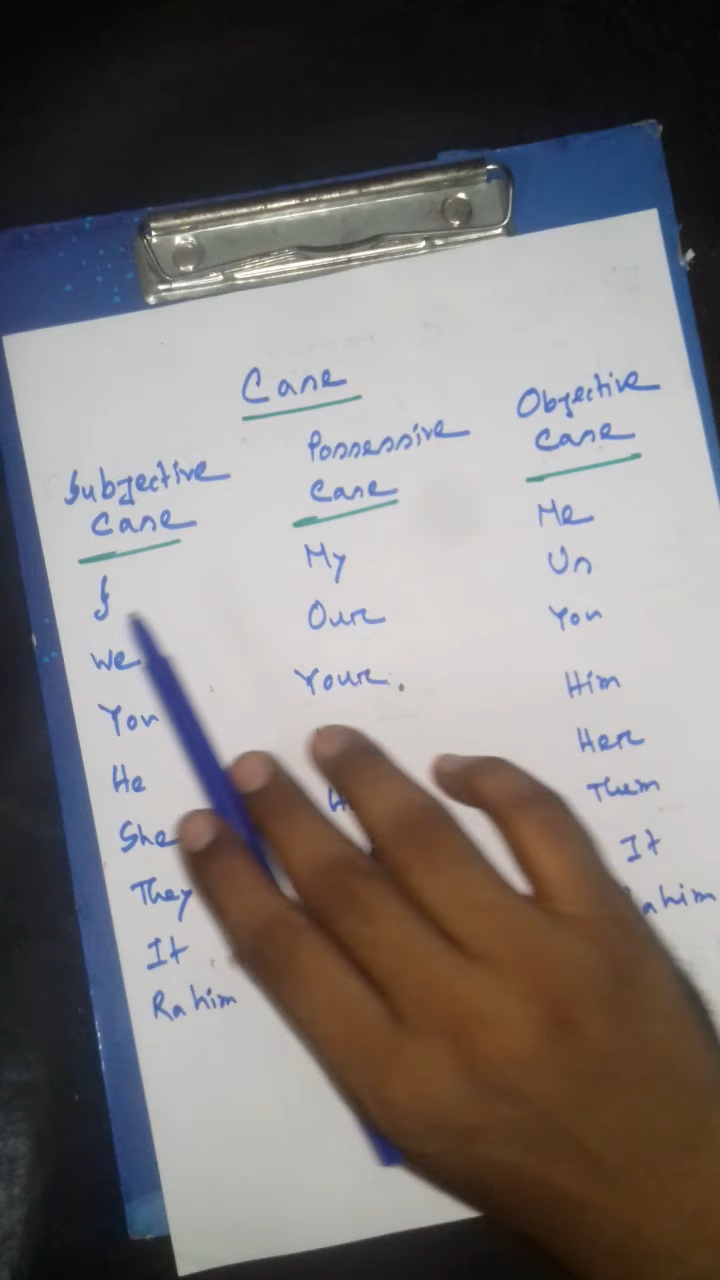 Case
Subjective
Case
I
We
You
He
She
They
It
Rahim
Possessive
Case
My
Our
Your
Objective
Case
Me
Us
You
Him
Her
Them
It
ahim